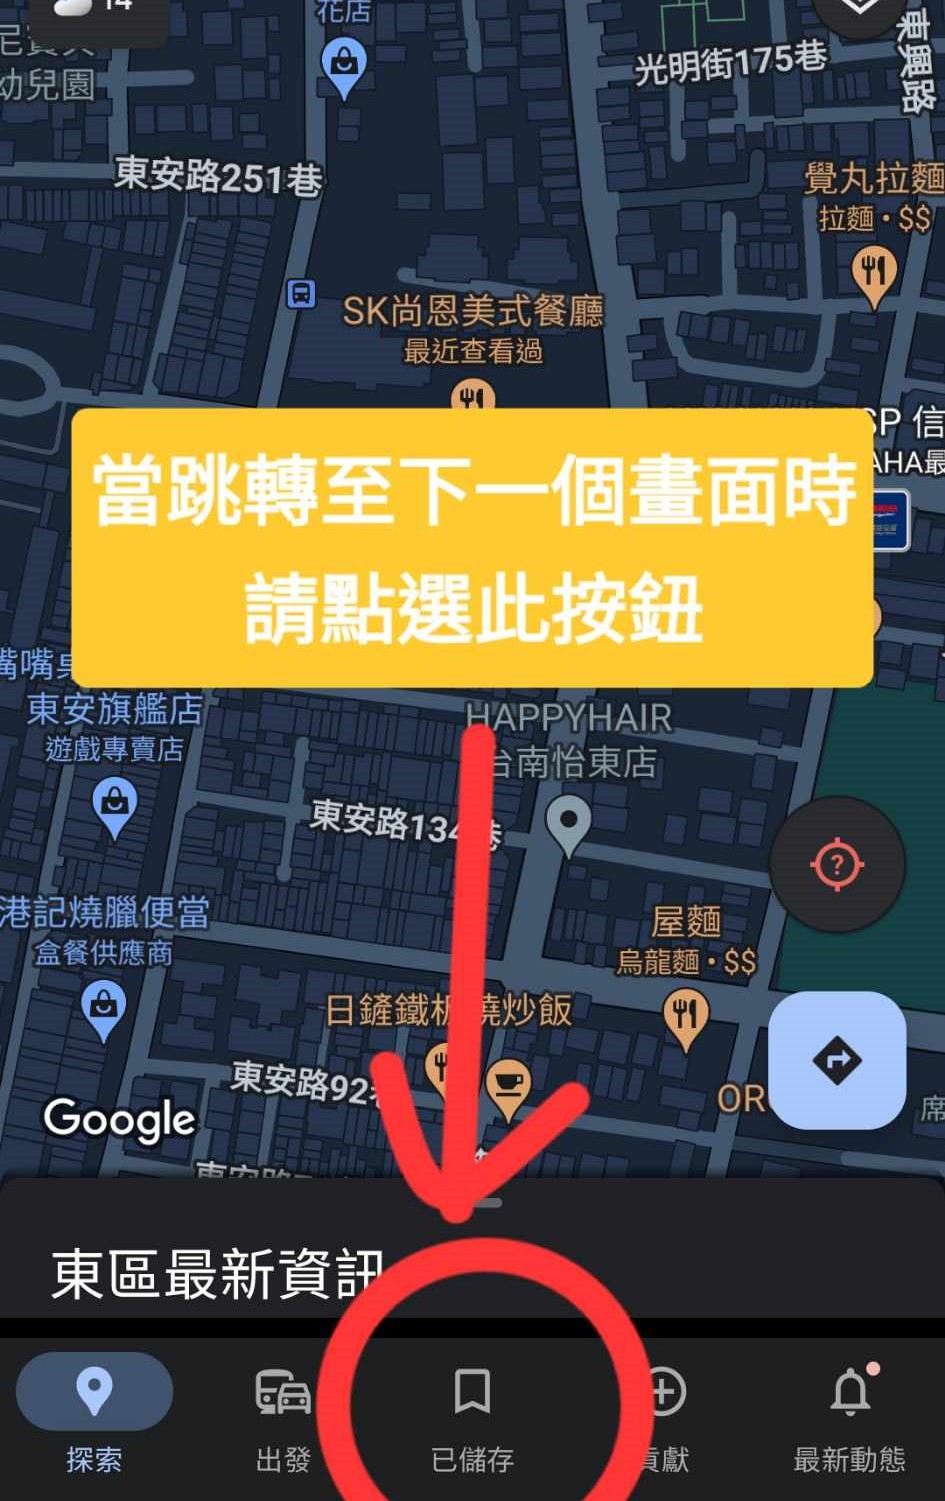 花店
14
光明街175巷
東興路
幼兒園
東安路251巷
覺丸拉麵
拉麵・$$
SK尚恩美式餐廳
最近查看過
SP 信
AHA最
當跳轉至下一個畫面時
請點選此按鈕
東安旗艦店
遊戲專賣店
HAPPYHAIR
台南怡東店
東安路134巷
港記燒臘便當
盒餐供應商
屋麵
烏龍麵・$$
日鏟鐵板燒炒飯
東安路92巷
OR
席
Google
東區最新資訊
探索
出發
已儲存
貢獻
最新動態